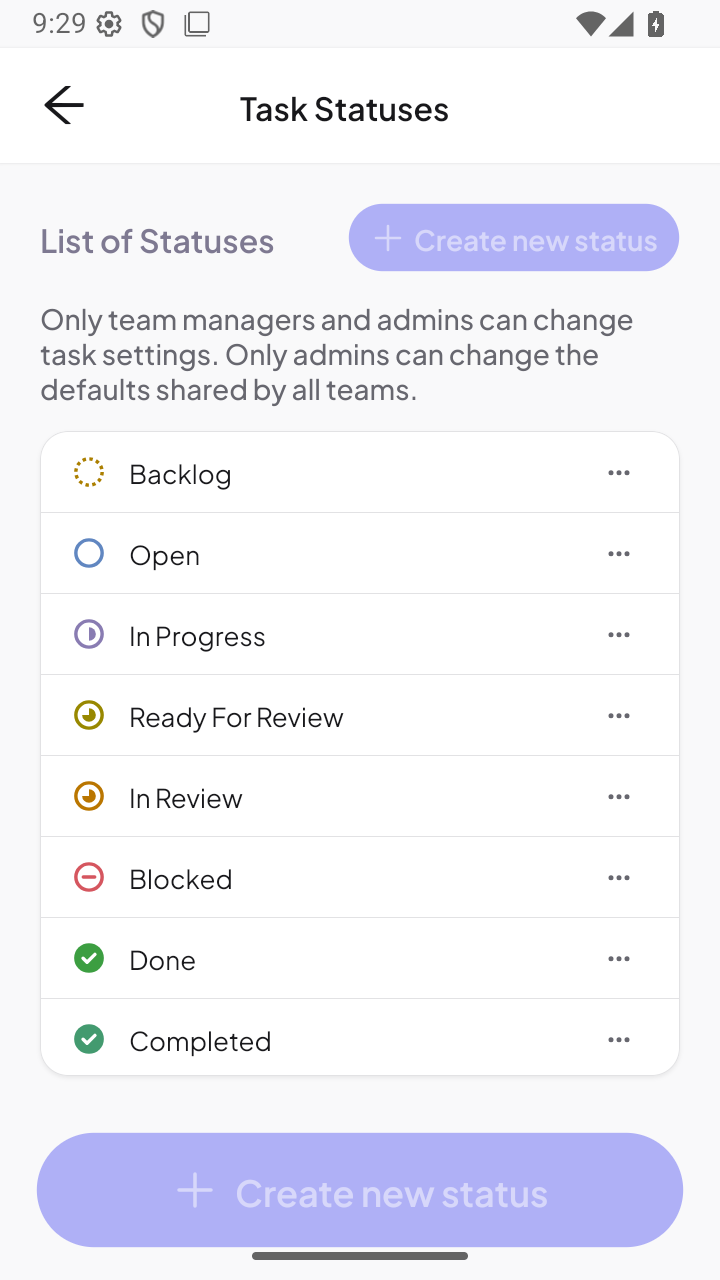 9:29
Task Statuses
List of Statuses
Create new status
Only team managers and admins can change
task settings. Only admins can change the
defaults shared by all teams.
Backlog
Open
In Progress
Ready For Review
In Review
Blocked
Done
Completed
Create new status